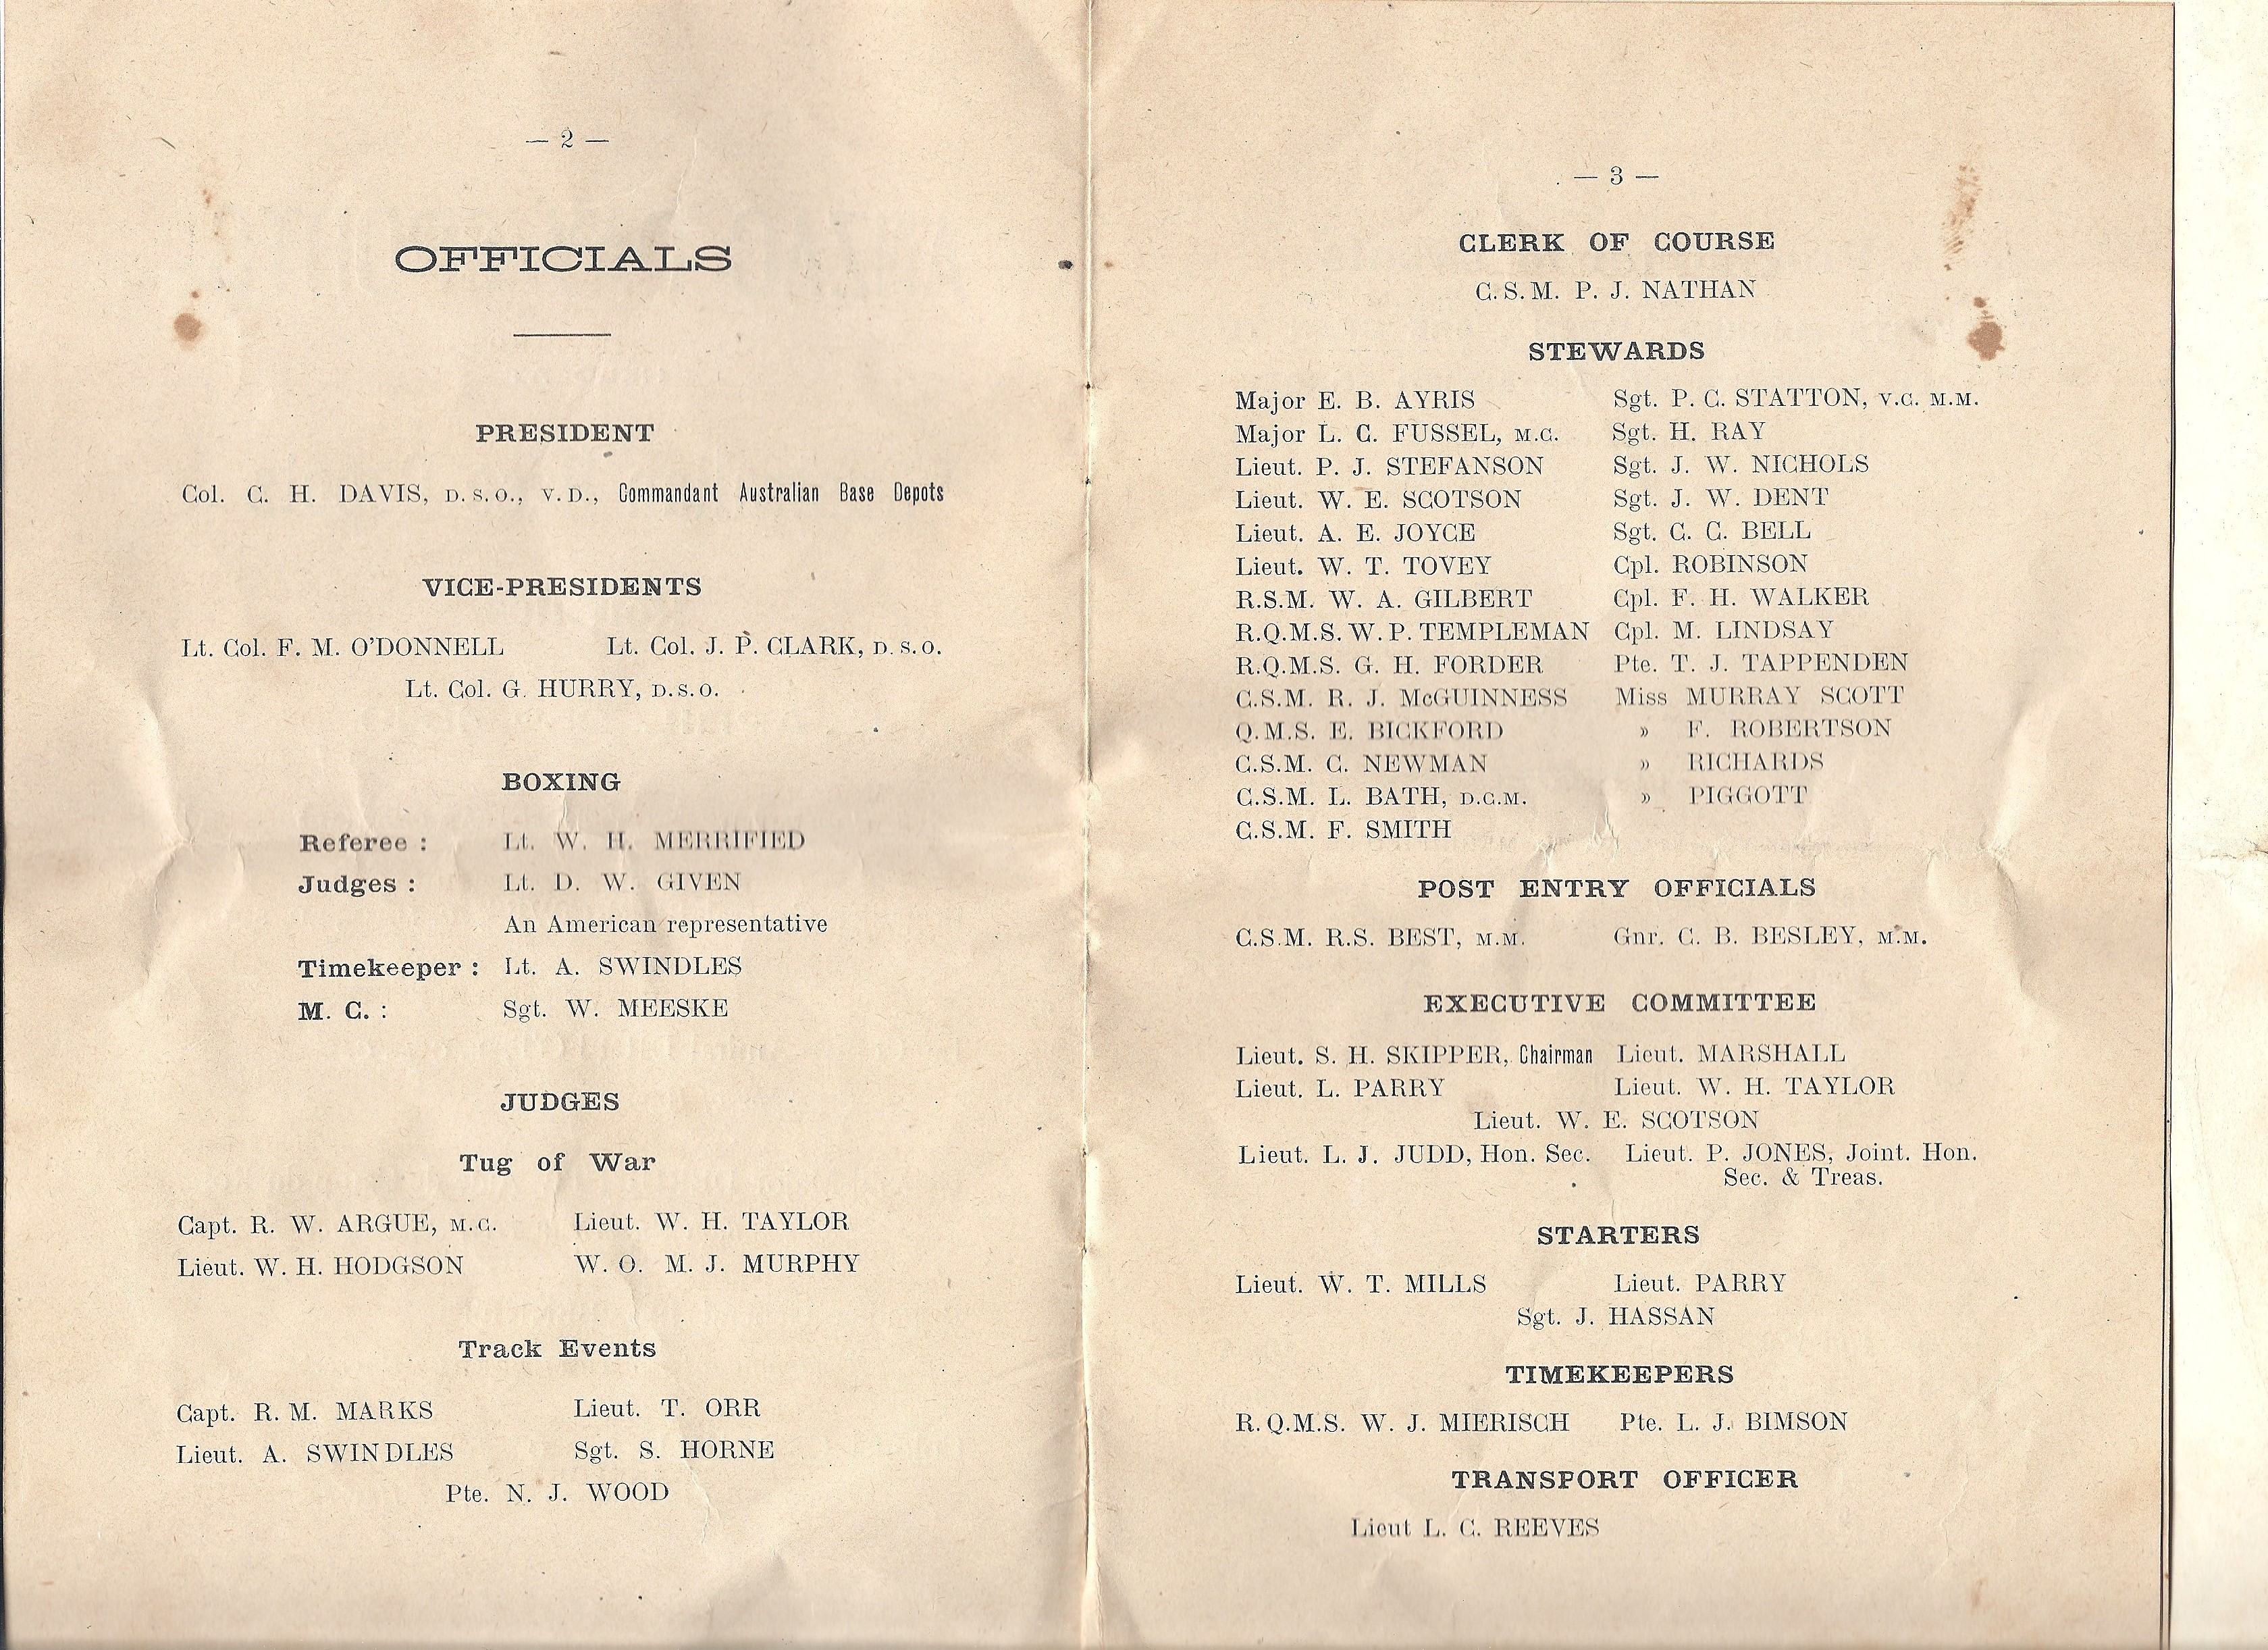 — 2 —
OFFICIALS
PRESIDENT
Col. C. H. DAVIS, D.S.O., V.D., Commandant Australian Base Depots
VICE-PRESIDENTS
Lt. Col. F. M. O'DONNELL Lt. Col. J. P. CLARK, D.S.O.
Lt. Col. G. HURRY, D.S.O.
BOXING
Referee : Lt. W. H. MERRIFIED
Judges : Lt. D. W. GIVEN
An American representative
Timekeeper : Lt. A. SWINDLES
M. C. : Sgt. W. MEESKE
JUDGES
Tug of War
Capt. R. W. ARGUE, M.C. Lieut. W. H. TAYLOR
Lieut. W. H. HODGSON W. O. M. J. MURPHY
Track Events
Capt. R. M. MARKS Lieut. T. ORR
Lieut. A. SWINDLES Sgt. S. HORNE
Pte. N. J. WOOD
— 3 —
CLERK OF COURSE
C.S.M. P. J. NATHAN
STEWARDS
Major E. B. AYRIS Sgt. P. C. STATTON, V.C. M.M.
Major L. C. FUSSEL, M.C. Sgt. H. RAY
Lieut. P. J. STEFANSON Sgt. J. W. NICHOLS
Lieut. W. E. SCOTSON Sgt. J. W. DENT
Lieut. A. E. JOYCE Sgt. C. C. BELL
Lieut. W. T. TOVEY Cpl. ROBINSON
R.S.M. W. A. GILBERT Cpl. F. H. WALKER
R.Q.M.S. W. P. TEMPLEMAN Cpl. M. LINDSAY
R.Q.M.S. G. H. FORDER Pte. T. J. TAPPENDEN
C.S.M. R. J. McGUINNESS Miss MURRAY SCOTT
Q.M.S. E. BICKFORD » F. ROBERTSON
C.S.M. C. NEWMAN » RICHARDS
C.S.M. L. BATH, D.C.M. » PIGGOTT
C.S.M. F. SMITH
POST ENTRY OFFICIALS
C.S.M. R.S. BEST, M.M. Gnr. C. B. BESLEY, M.M.
EXECUTIVE COMMITTEE
Lieut. S. H. SKIPPER, Chairman Lieut. MARSHALL
Lieut. L. PARRY Lieut. W. H. TAYLOR
Lieut. W. E. SCOTSON
Lieut. L. J. JUDD, Hon. Sec. Lieut. P. JONES, Joint. Hon.
Sec. & Treas.
STARTERS
Lieut. W. T. MILLS Lieut. PARRY
Sgt. J. HASSAN
TIMEKEEPERS
R.Q.M.S. W. J. MIERISCH Pte. L. J. BIMSON
TRANSPORT OFFICER
Lieut L. C. REEVES